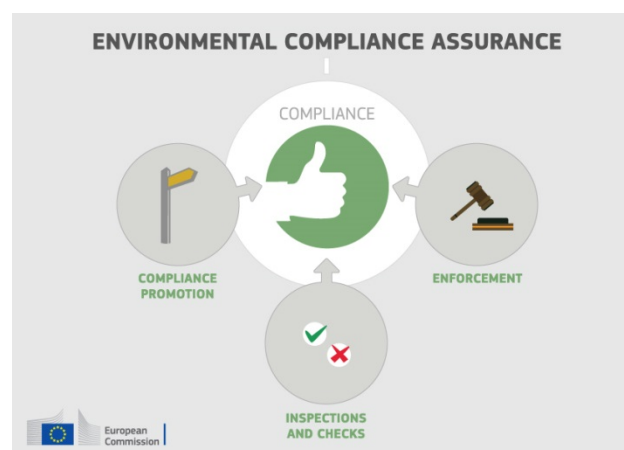 ENVIRONMENTAL COMPLIANCE ASSURANCE
COMPLIANCE
COMPLIANCE
PROMOTION
ENFORCEMENT
INSPECTIONS
AND CHECKS
European
Commission